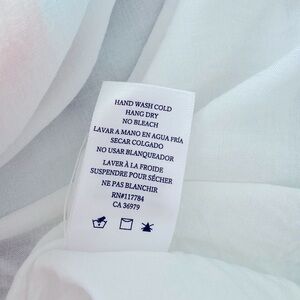 HAND WASH COLD
HANG DRY
NO BLEACH
LAVAR A MANO EN AGUA FRÍA
SECAR COLGADO
NO USAR BLANQUEADOR
LAVER À LA FROIDE
SUSPENDRE POUR SÉCHER
NE PAS BLANCHIR
RN#117784
CA 36979